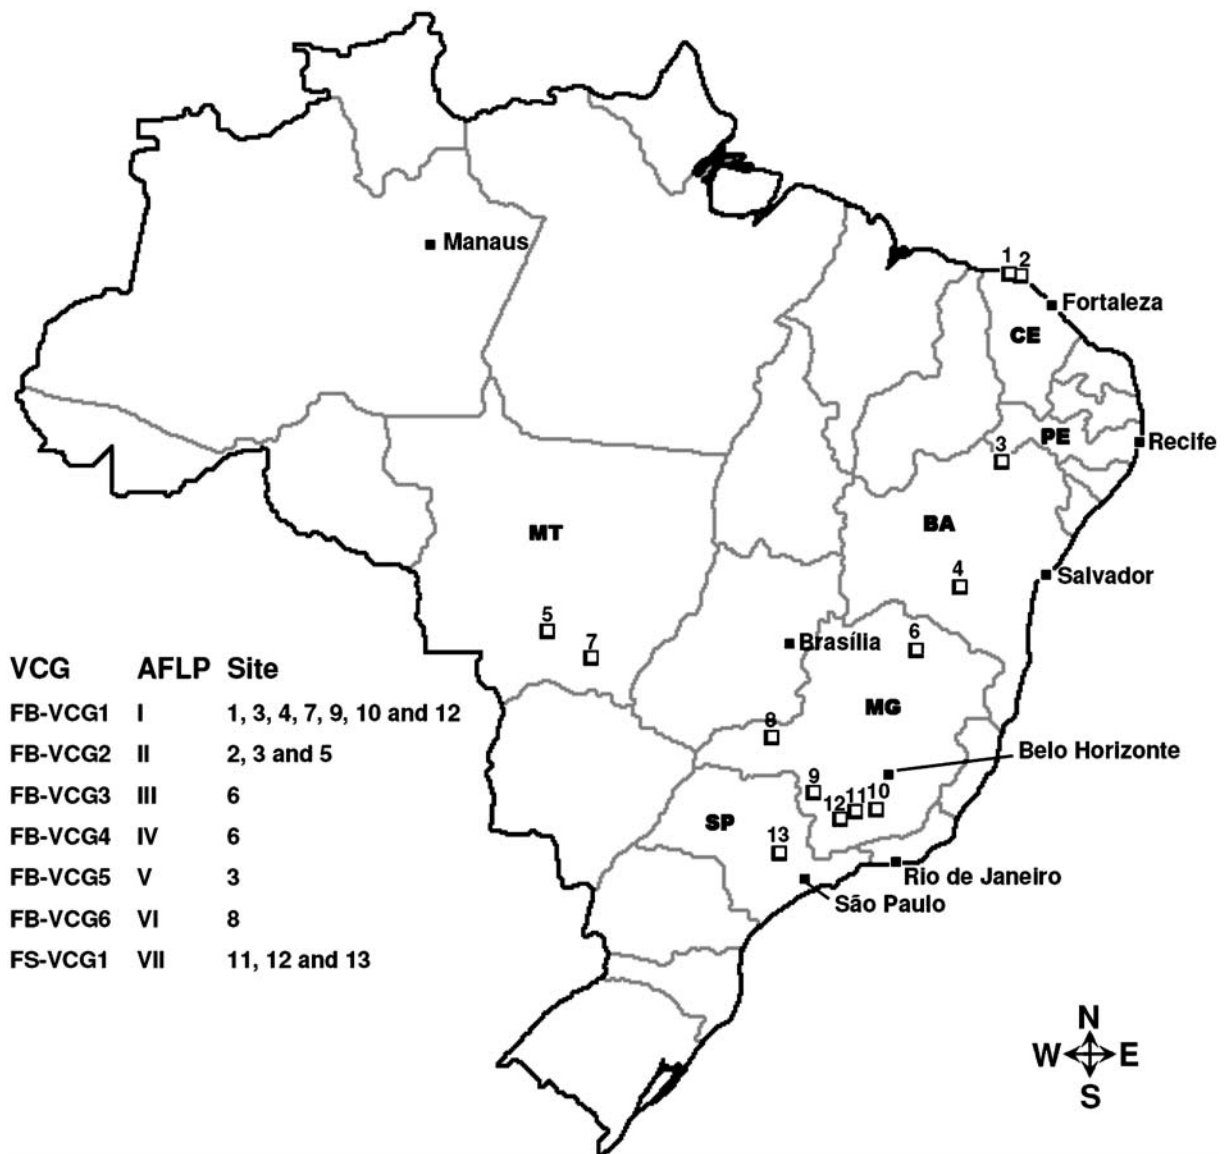 Manaus
1 2
Fortaleza
CE
PE
Recife
3
BA
MT
4
Salvador
5
7
Brasília
6
MG
8
Belo Horizonte
9
12 11 10
SP
13
Rio de Janeiro
São Paulo
VCG AFLP Site
FB-VCG1 I 1, 3, 4, 7, 9, 10 and 12
FB-VCG2 II 2, 3 and 5
FB-VCG3 III 6
FB-VCG4 IV 6
FB-VCG5 V 3
FB-VCG6 VI 8
FS-VCG1 VII 11, 12 and 13
N
W E
S